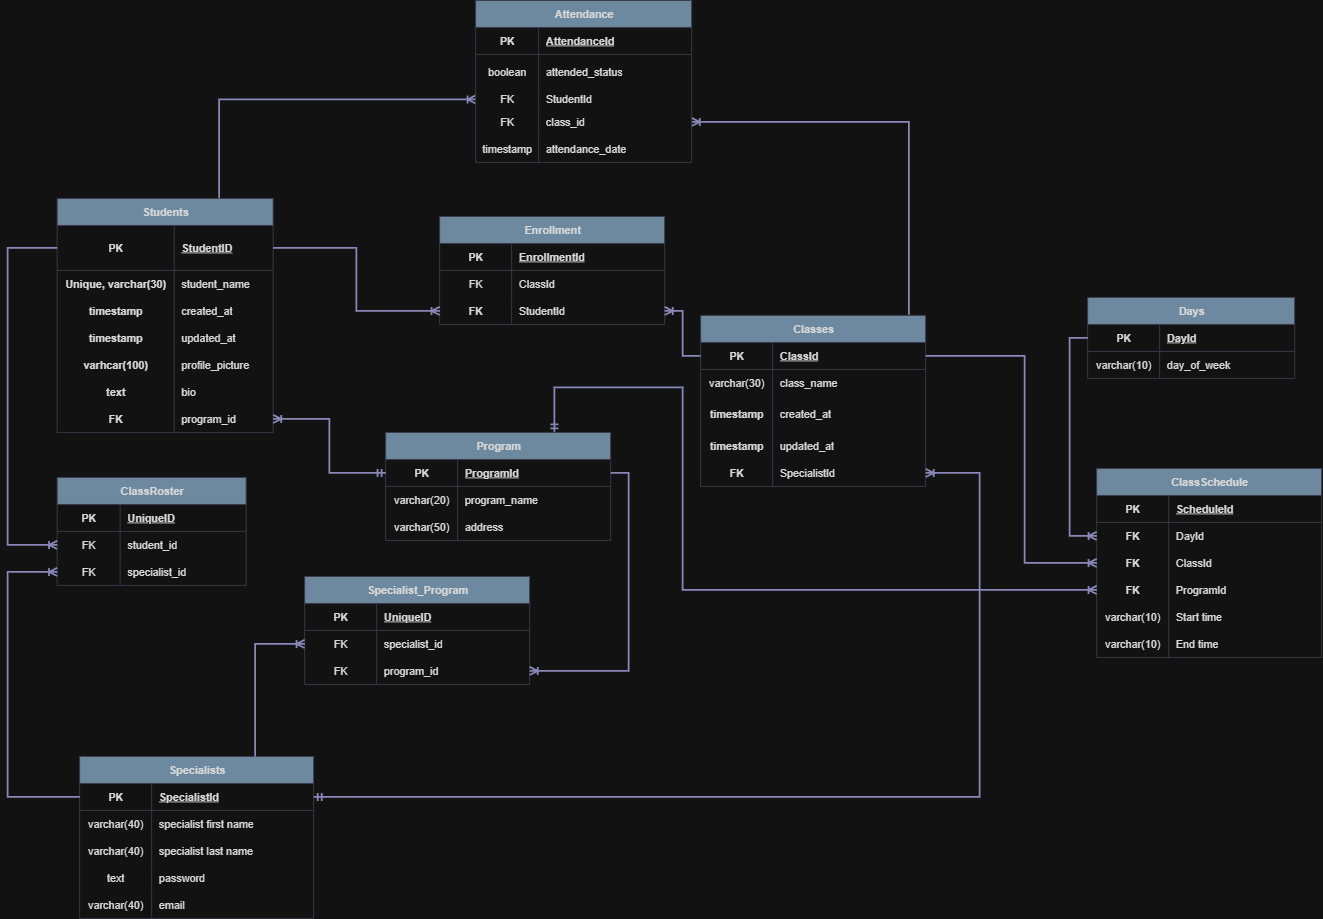 Attendance
PK AttendanceId
boolean attended_status
FK StudentId
FK class_id
timestamp attendance_date
Students
PK StudentID
Unique, varchar(30) student_name
timestamp created_at
timestamp updated_at
varhcar(100) profile_picture
text bio
FK program_id
Enrollment
PK EnrollmentId
FK ClassId
FK StudentId
Classes
PK ClassId
varchar(30) class_name
timestamp created_at
timestamp updated_at
FK SpecialistId
Days
PK DayId
varchar(10) day_of_week
Program
PK ProgramId
varchar(20) program_name
varchar(50) address
ClassRoster
PK UniqueID
FK student_id
FK specialist_id
ClassSchedule
PK ScheduleId
FK DayId
FK ClassId
FK ProgramId
varchar(10) Start time
varchar(10) End time
Specialist_Program
PK UniqueID
FK specialist_id
FK program_id
Specialists
PK SpecialistId
varchar(40) specialist first name
varchar(40) specialist last name
text password
varchar(40) email